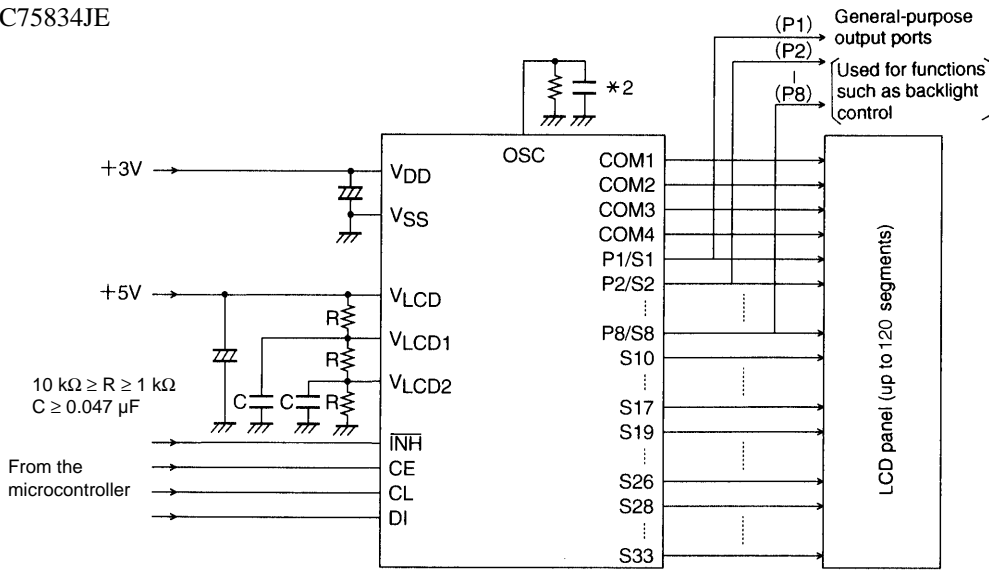 C75834JE
(P1)
General-purpose
output ports
(P2)
(P8)
Used for functions
such as backlight
control
*2
OSC
+3V
VDD
VSS
+5V
VLCD
R
VLCD1
R
VLCD2
R
C
C
10 kΩ ≥ R ≥ 1 kΩ
C ≥ 0.047 µF
INH
From the
microcontroller
CE
CL
DI
COM1
COM2
COM3
COM4
P1/S1
P2/S2
P8/S8
S10
S17
S19
S26
S28
S33
LCD panel (up to 120 segments)